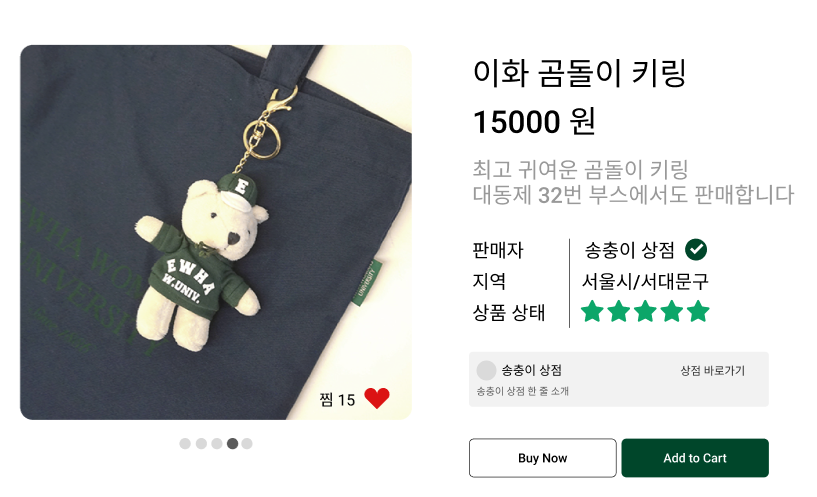 이화 곰돌이 키링
15000 원
최고 귀여운 곰돌이 키링
대동제 32번 부스에서도 판매합니다
판매자 송충이 상점
지역 서울시/서대문구
상품 상태
송충이 상점 상점 바로가기
송충이 상점 한 줄 소개
Buy Now Add to Cart
E
EWHA
W.UNIV.
UNIVERSITY
EWHA WO
UNIVERSITY
찜 15